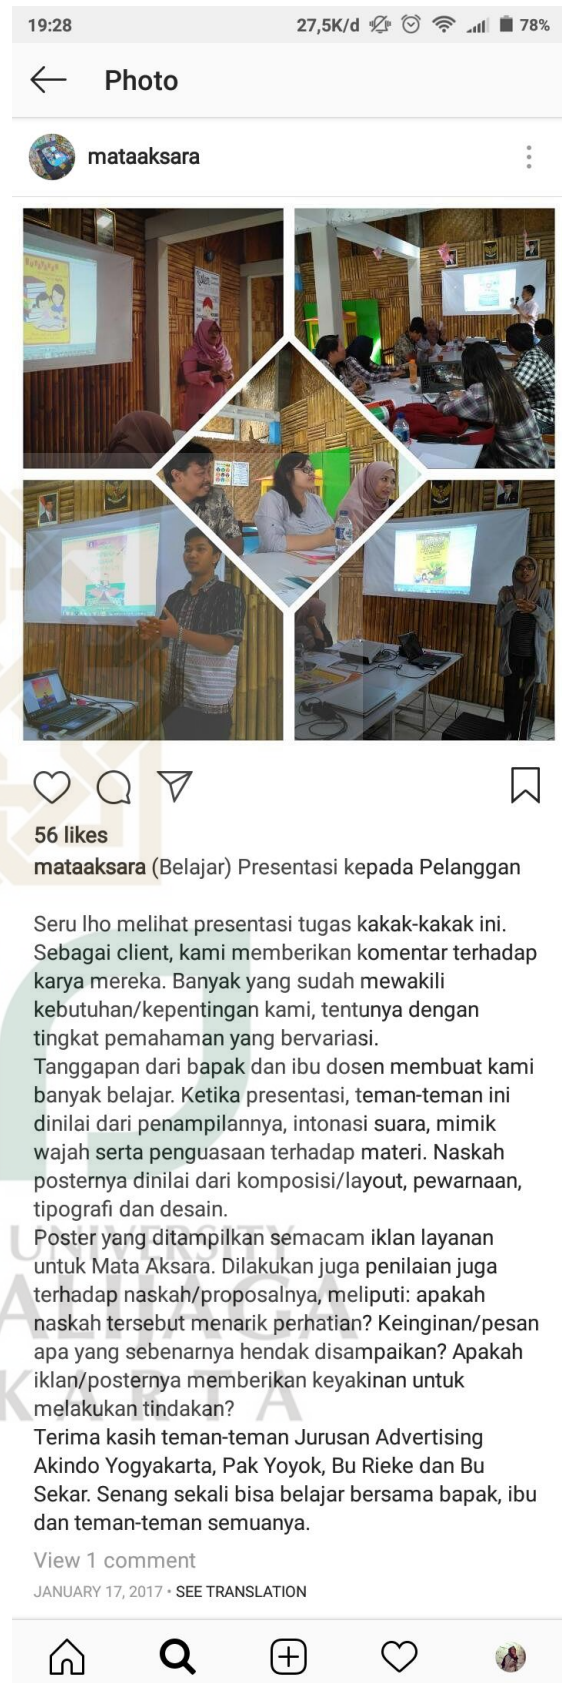 19:28
27,5K/d
78%
Photo
mataaksara
56 likes
mataaksara (Belajar) Presentasi kepada Pelanggan
Seru lho melihat presentasi tugas kakak-kakak ini.
Sebagai client, kami memberikan komentar terhadap
karya mereka. Banyak yang sudah mewakili
kebutuhan/kepentingan kami, tentunya dengan
tingkat pemahaman yang bervariasi.
Tanggapan dari bapak dan ibu dosen membuat kami
banyak belajar. Ketika presentasi, teman-teman ini
dinilai dari penampilannya, intonasi suara, mimik
wajah serta penguasaan terhadap materi. Naskah
posternya dinilai dari komposisi/layout, pewarnaan,
tipografi dan desain.
Poster yang ditampilkan semacam iklan layanan
untuk Mata Aksara. Dilakukan juga penilaian juga
terhadap naskah/proposalnya, meliputi: apakah
naskah tersebut menarik perhatian? Keinginan/pesan
apa yang sebenarnya hendak disampaikan? Apakah
iklan/posternya memberikan keyakinan untuk
melakukan tindakan?
Terima kasih teman-teman Jurusan Advertising
Akindo Yogyakarta, Pak Yoyok, Bu Rieke dan Bu
Sekar. Senang sekali bisa belajar bersama bapak, ibu
dan teman-teman semuanya.
View 1 comment
JANUARY 17, 2017 • SEE TRANSLATION
UNIVERSITY
ALIJAGA
KARTA